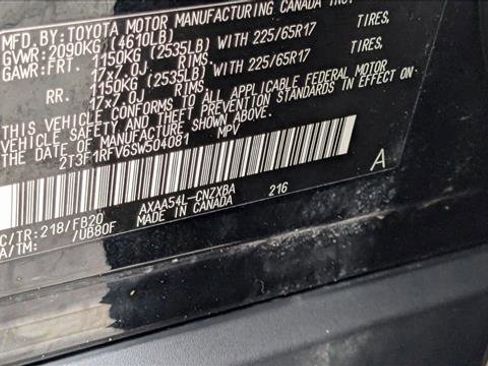 MFD. BY:TOYOTA MOTOR MANUFACTURING CANADA INC.
GVWR: 2090KG (4610LB)
GAWR:FRT. 1150KG (2535LB) WITH 225/65R17 TIRES,
17x7.0J RIMS,
RR. 1150KG (2535LB) WITH 225/65R17 TIRES,
17x7.0J RIMS.
THIS VEHICLE CONFORMS TO ALL APPLICABLE FEDERAL MOTOR
VEHICLE SAFETY AND THEFT PREVENTION STANDARDS IN EFFECT ON
THE DATE OF MANUFACTURE SHOWN ABOVE.
2T3F1RFV6SW504081 MPV
A
C/TR:218/FB20 AXAA54L-CNZXBA 216
A/TM: /UB80F MADE IN CANADA